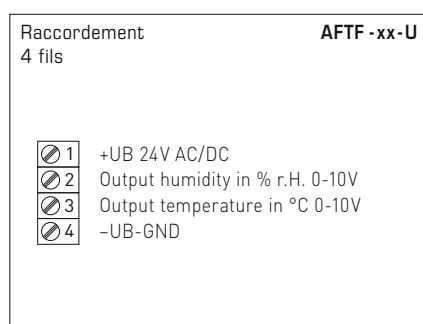 Raccordement AFTF - xx - U
4 fils
1 +UB 24V AC/DC
2 Output humidity in % r.H. 0-10V
3 Output temperature in °C 0-10V
4 –UB-GND